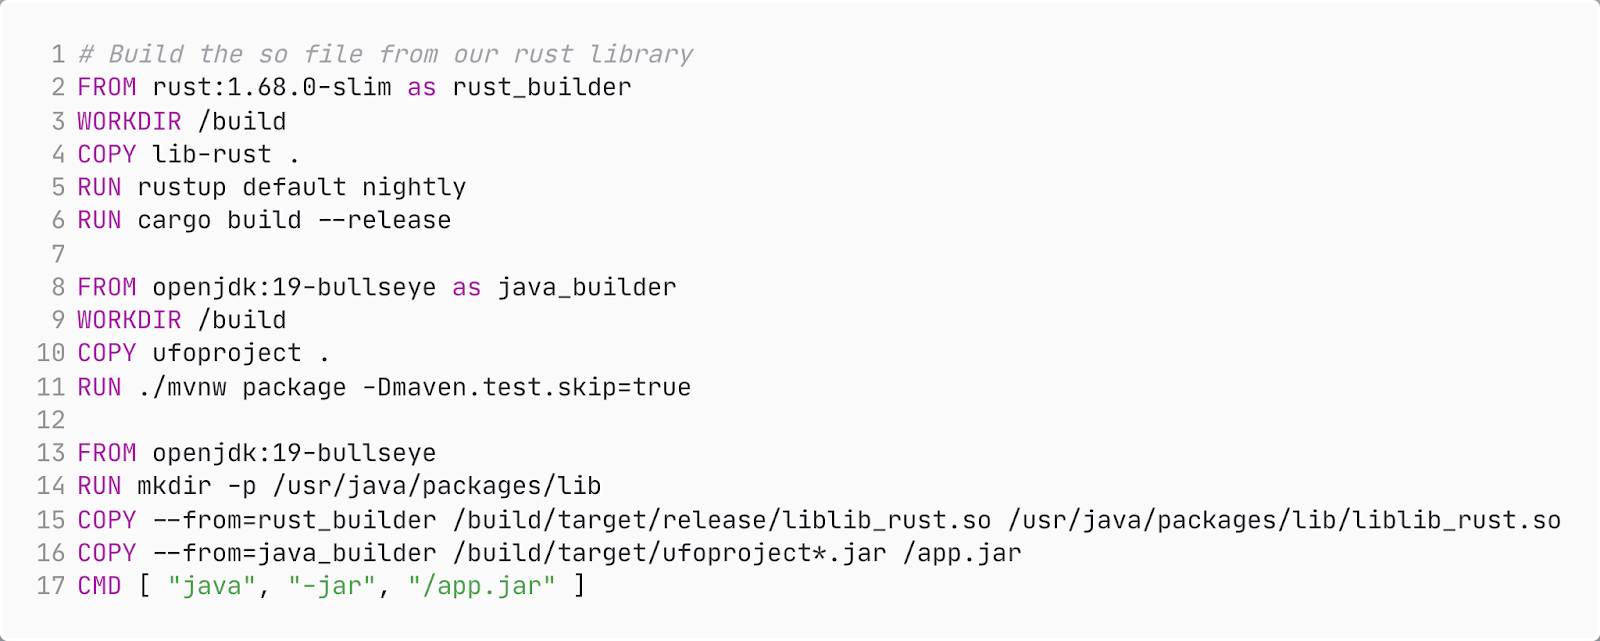 1 # Build the so file from our rust library
2 FROM rust:1.68.0-slim as rust_builder
3 WORKDIR /build
4 COPY lib-rust .
5 RUN rustup default nightly
6 RUN cargo build --release
7
8 FROM openjdk:19-bullseye as java_builder
9 WORKDIR /build
10 COPY ufoproject .
11 RUN ./mvnw package -Dmaven.test.skip=true
12
13 FROM openjdk:19-bullseye
14 RUN mkdir -p /usr/java/packages/lib
15 COPY --from=rust_builder /build/target/release/liblib_rust.so /usr/java/packages/lib/liblib_rust.so
16 COPY --from=java_builder /build/target/ufoproject*.jar /app.jar
17 CMD [ "java", "-jar", "/app.jar" ]